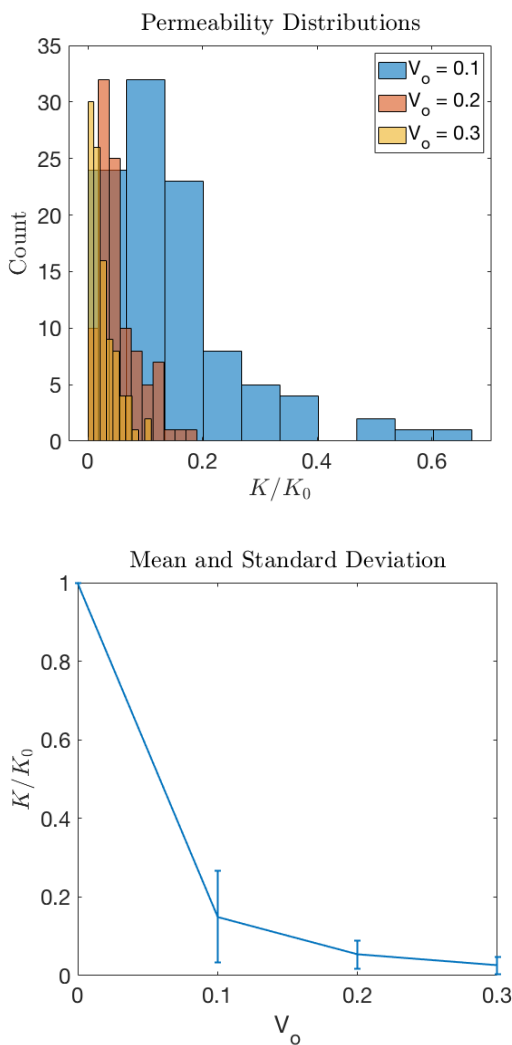 Permeability Distributions
35
30
25
20
15
10
5
0
Count
V_o = 0.1
V_o = 0.2
V_o = 0.3
0 0.2 0.4 0.6
K/K_0
Mean and Standard Deviation
1
0.8
0.6
0.4
0.2
0
K/K_0
0 0.1 0.2 0.3
V_o